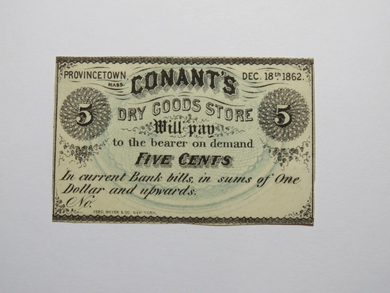 PROVINCETOWN
MASS.
CONANT'S
DEC. 18th 1862.
DRY GOODS STORE
5
5
Will pay
to the bearer on demand
FIVE CENTS
In current Bank bills, in sums of One
Dollar and upwards.
No.